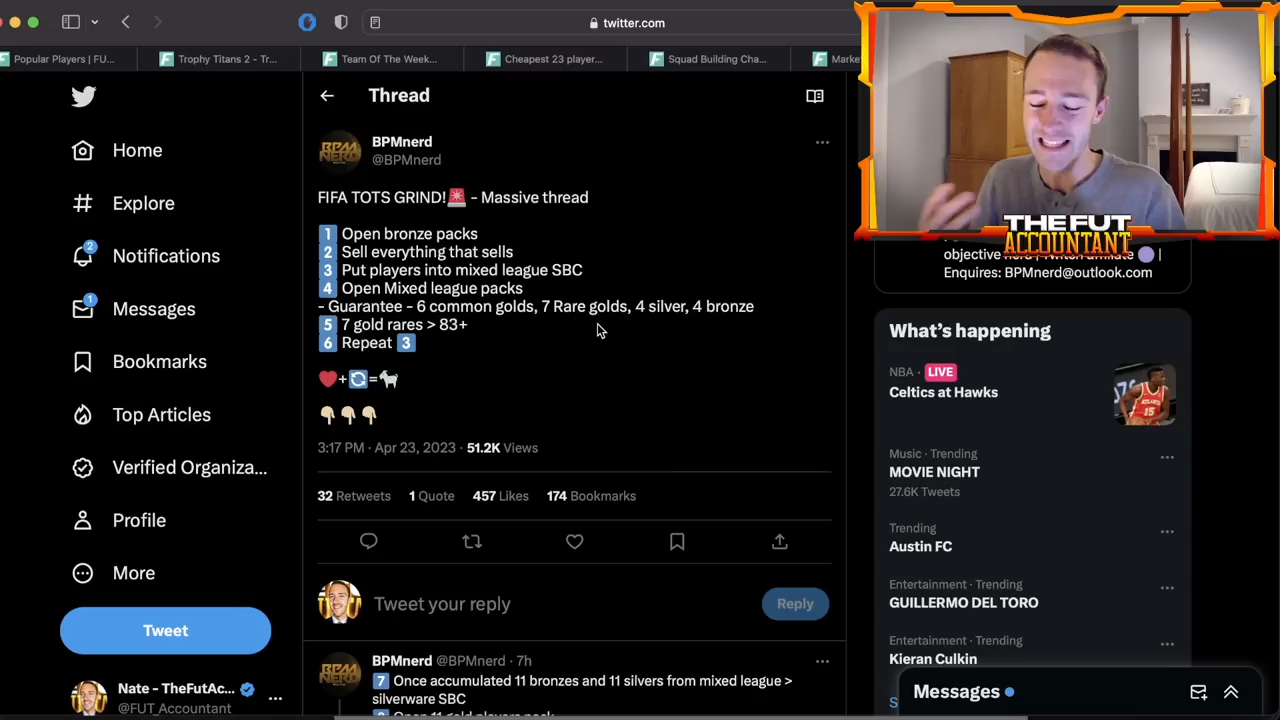 twitter.com
Popular Players | FU...
Trophy Titans 2 - Tr...
Team Of The Week...
Cheapest 23 player...
Squad Building Cha...
Marke
THE FUT
ACCOUNTANT
Home
Explore
2
Notifications
1
Messages
Bookmarks
Top Articles
Verified Organiza...
Profile
More
Tweet
Nate - TheFutAc...
@FUT_Accountant
Thread
BPMnerd
@BPMnerd
FIFA TOTS GRIND!🚨 - Massive thread
1️⃣ Open bronze packs
2️⃣ Sell everything that sells
3️⃣ Put players into mixed league SBC
4️⃣ Open Mixed league packs
- Guarantee - 6 common golds, 7 Rare golds, 4 silver, 4 bronze
5️⃣ 7 gold rares > 83+
6️⃣ Repeat 3️⃣
❤️+🔄=🐐
👇🏼👇🏼👇🏼
3:17 PM · Apr 23, 2023 · 51.2K Views
32 Retweets 1 Quote 457 Likes 174 Bookmarks
Tweet your reply
Reply
BPMnerd @BPMnerd · 7h
7️⃣ Once accumulated 11 bronzes and 11 silvers from mixed league >
silverware SBC
objective nerd | Twitch affiliate 🟣 |
Enquires: BPMnerd@outlook.com
What's happening
NBA · LIVE
Celtics at Hawks
Music · Trending
MOVIE NIGHT
27.6K Tweets
Trending
Austin FC
Entertainment · Trending
GUILLERMO DEL TORO
Entertainment · Trending
Kieran Culkin
Messages